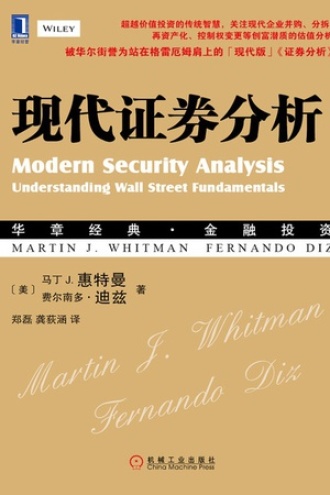 WILEY
华章教育
超越价值投资的传统智慧，关注现代企业并购、分拆
再资产化、控制权变更等创富潜质的估值分析
被华尔街誉为站在格雷厄姆肩上的「现代版」《证券分析》
现代证券分析
Modern Security Analysis
Understanding Wall Street Fundamentals
华章经典·金融投资
MARTIN J. WHITMAN FERNANDO DIZ
[美] 马丁 J. 惠特曼
费尔南多·迪兹 著
郑磊 龚荻涵 译
Martin J. Whitman
Fernando Diz
机械工业出版社
China Machine Press